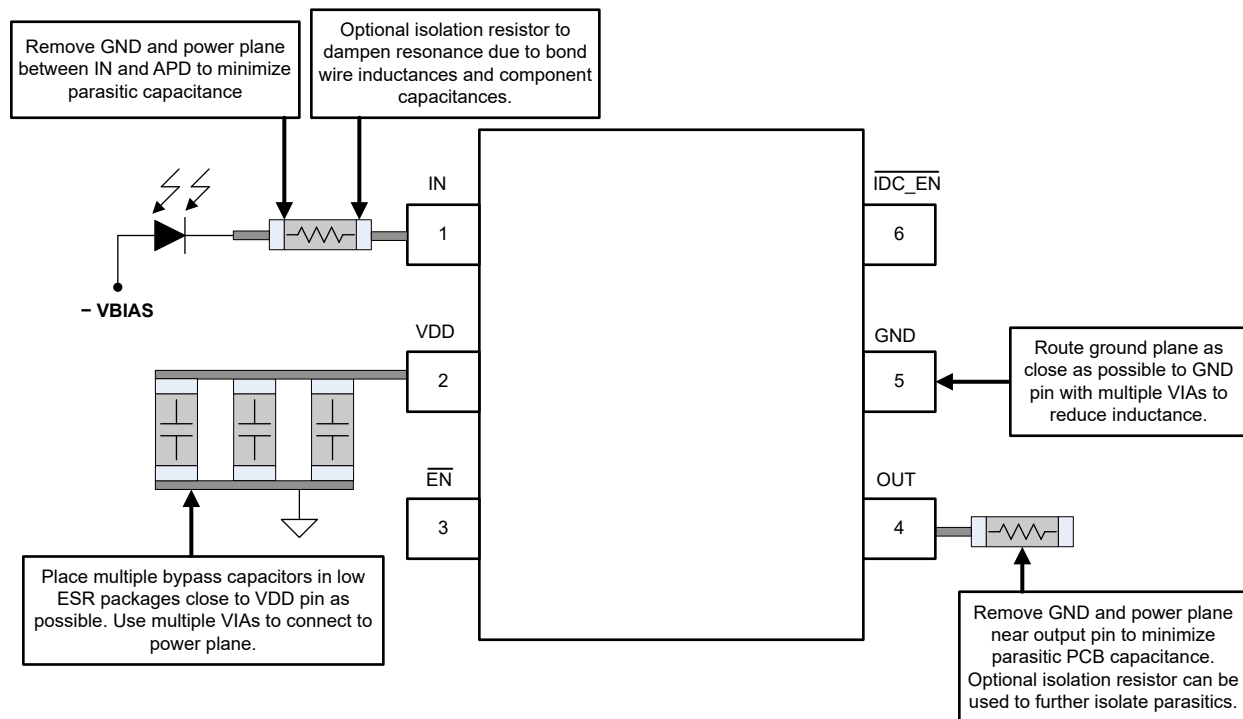 Remove GND and power plane
between IN and APD to minimize
parasitic capacitance
Optional isolation resistor to
dampen resonance due to bond
wire inductances and component
capacitances.
IN
1
IDC_EN
6
– VBIAS
VDD
2
GND
5
Route ground plane as
close as possible to GND
pin with multiple VIAs to
reduce inductance.
EN
3
OUT
4
Place multiple bypass capacitors in low
ESR packages close to VDD pin as
possible. Use multiple VIAs to connect to
power plane.
Remove GND and power plane
near output pin to minimize
parasitic PCB capacitance.
Optional isolation resistor can be
used to further isolate parasitics.